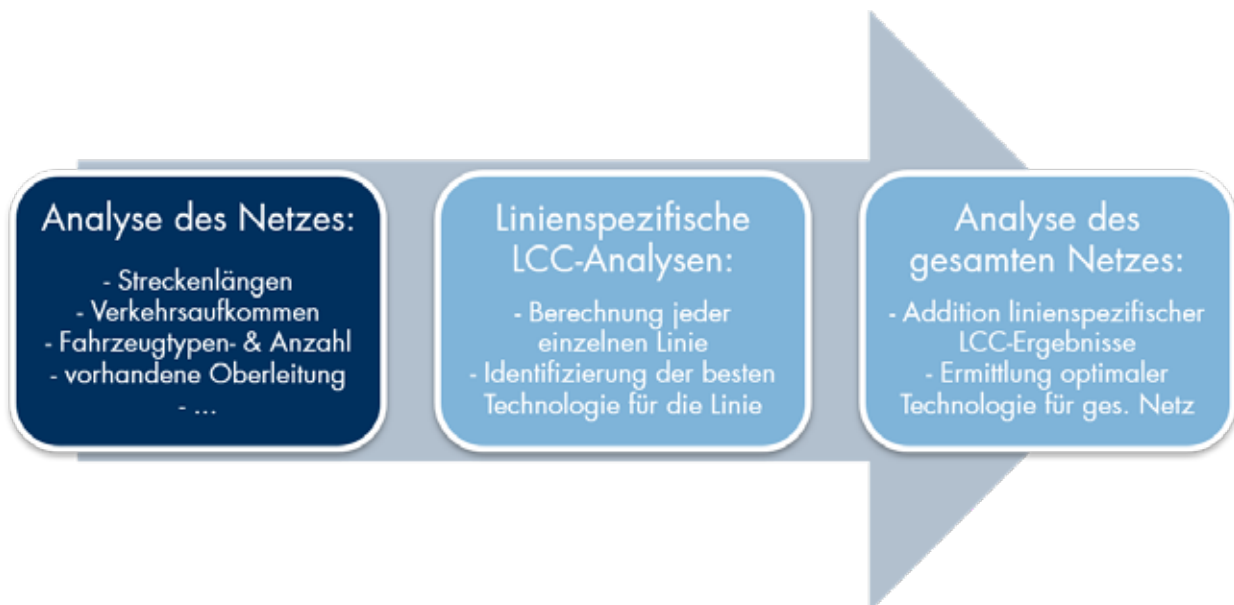 Analyse des Netzes:
- Streckenlängen
- Verkehrsaufkommen
- Fahrzeugtypen- & Anzahl
- vorhandene Oberleitung
- ...
Linienspezifische
LCC-Analysen:
- Berechnung jeder
einzelnen Linie
- Identifizierung der besten
Technologie für die Linie
Analyse des
gesamten Netzes:
- Addition linienspezifischer
LCC-Ergebnisse
- Ermittlung optimaler
Technologie für ges. Netz